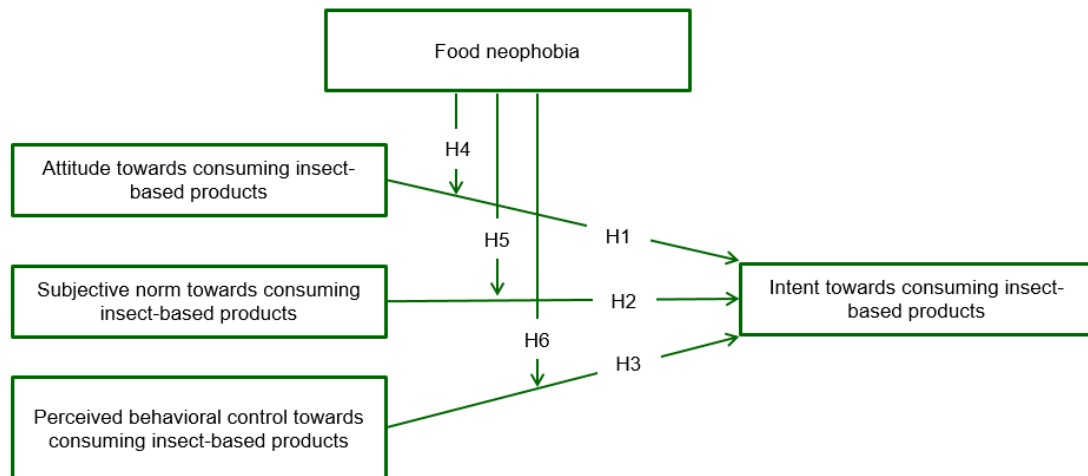 Food neophobia
H4
Attitude towards consuming insect-
based products
H1
H5
Subjective norm towards consuming
insect-based products
H2
Intent towards consuming insect-
based products
H6
H3
Perceived behavioral control towards
consuming insect-based products